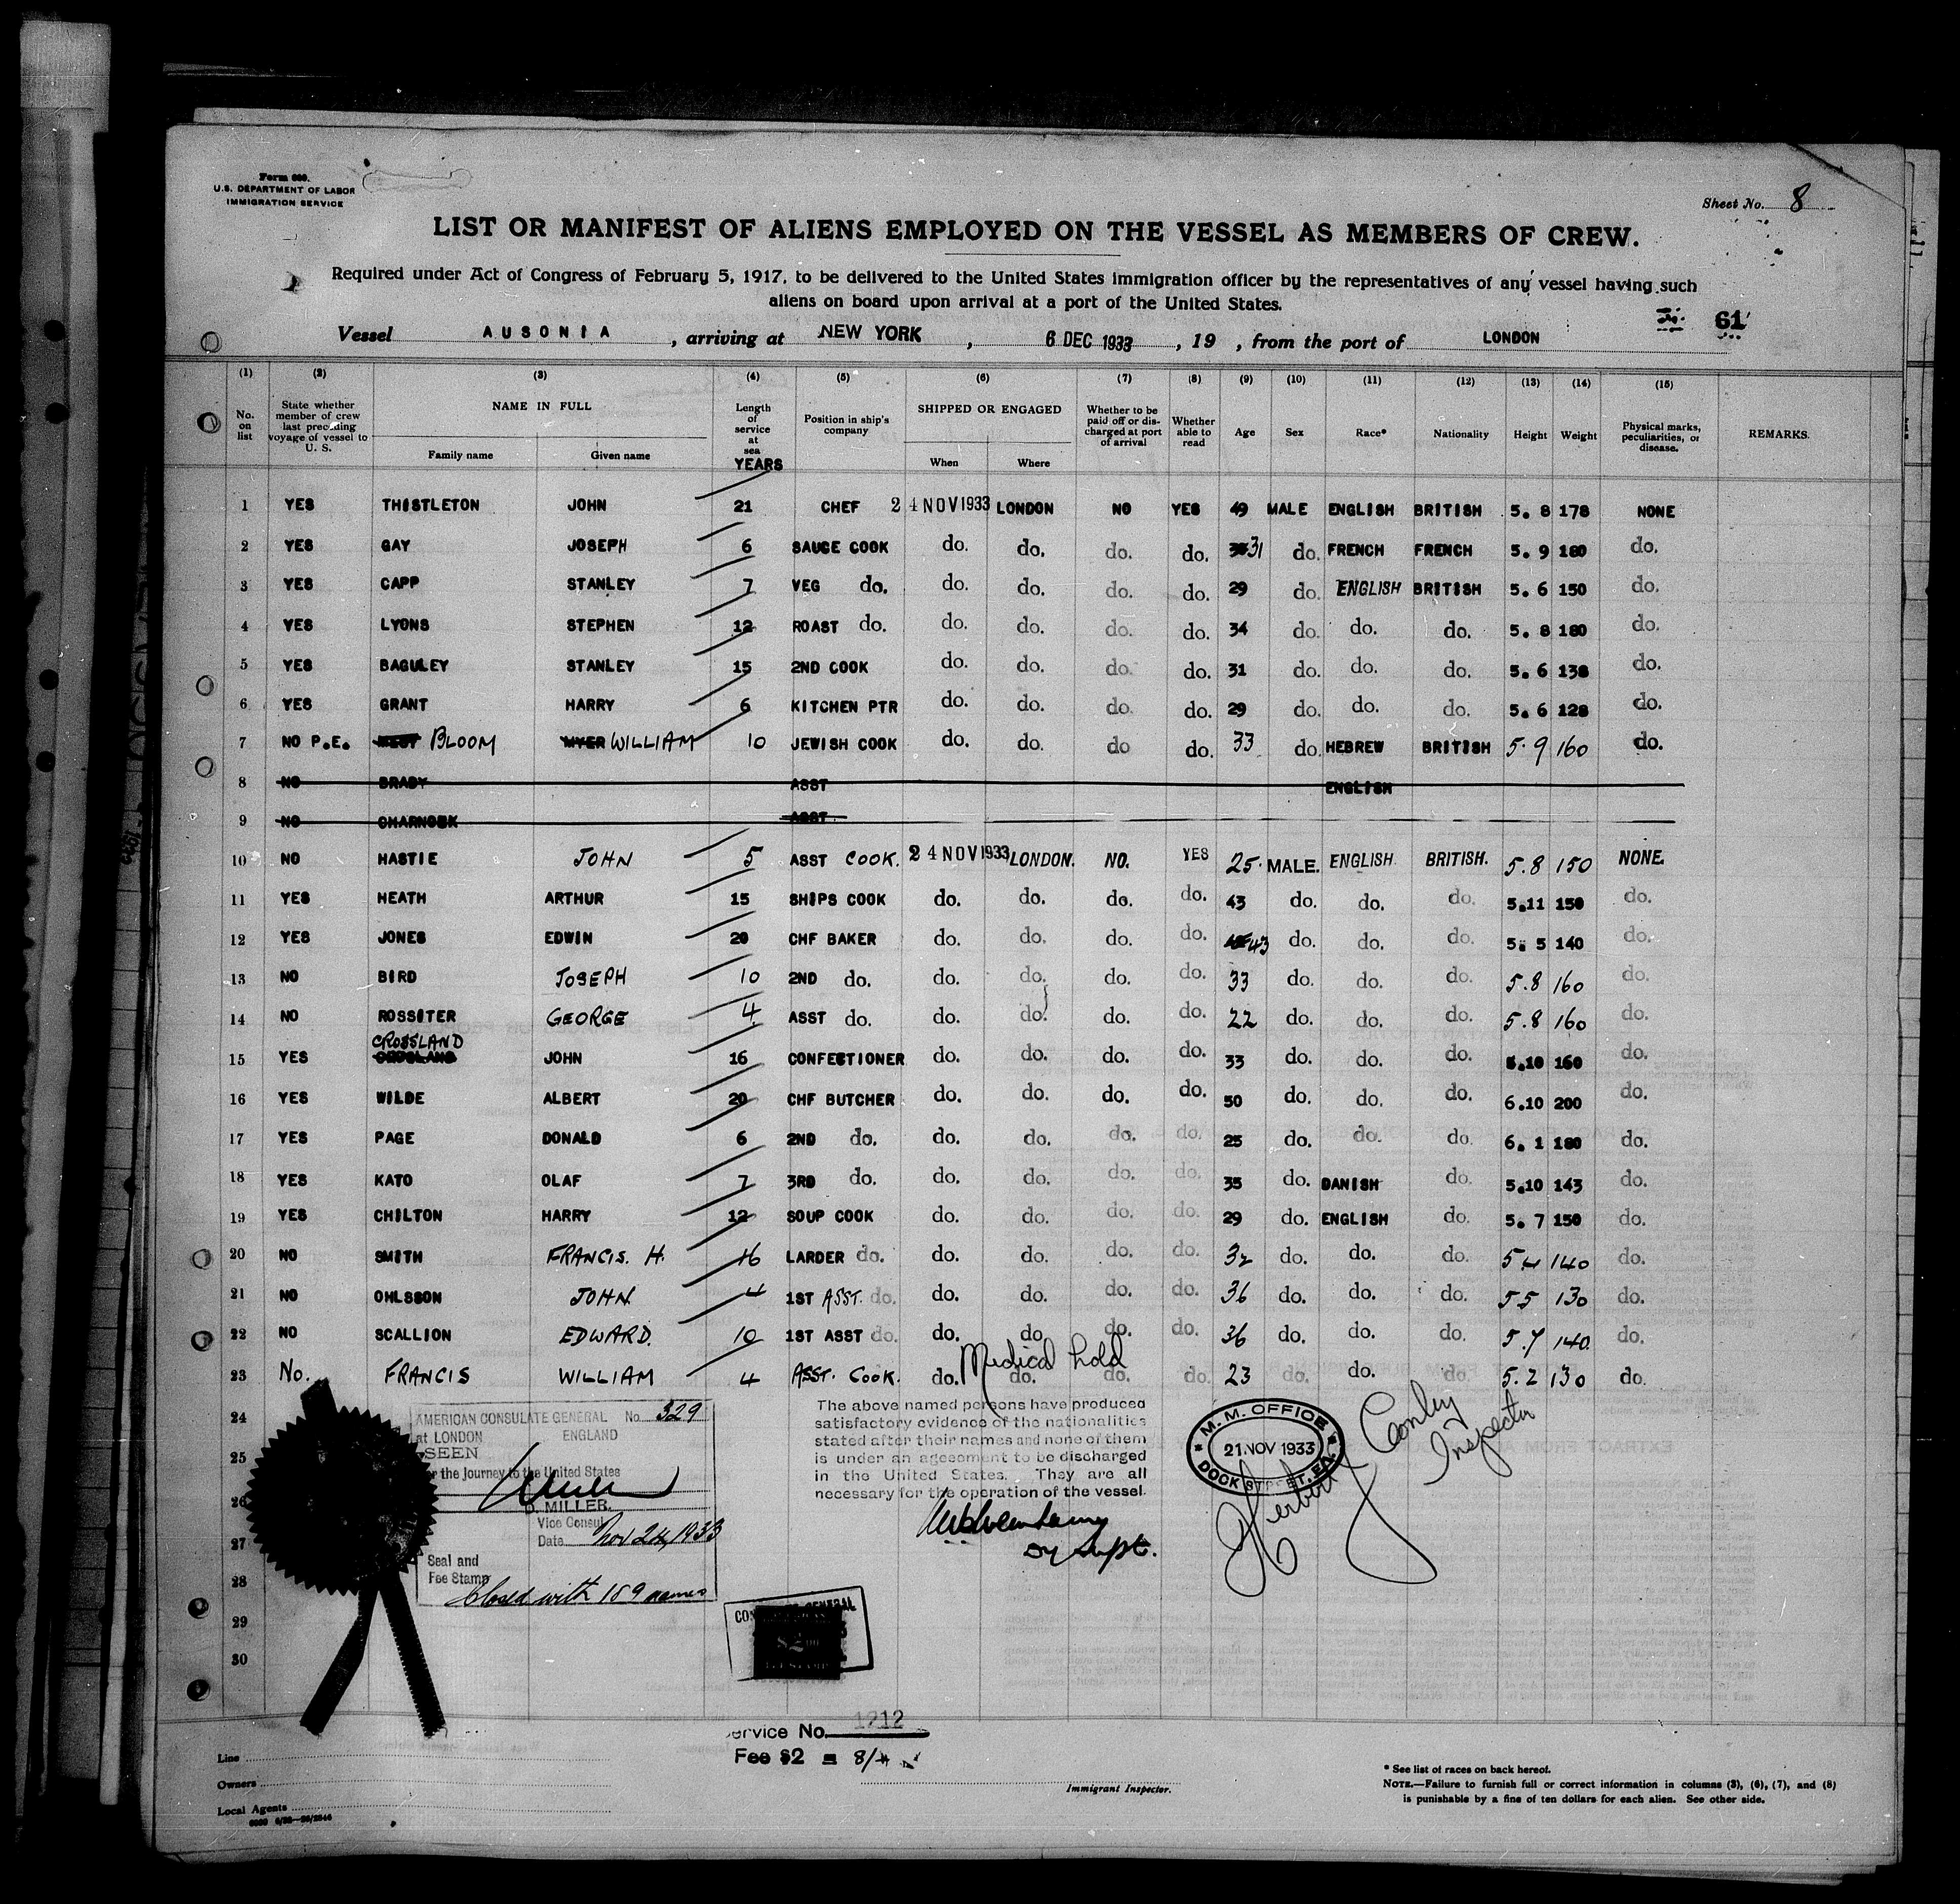 Form 680.
U.S. DEPARTMENT OF LABOR
IMMIGRATION SERVICE
Sheet No. 8
LIST OR MANIFEST OF ALIENS EMPLOYED ON THE VESSEL AS MEMBERS OF CREW.
Required under Act of Congress of February 5, 1917, to be delivered to the United States immigration officer by the representatives of any vessel having such
aliens on board upon arrival at a port of the United States.
61
Vessel AUSONIA, arriving at NEW YORK, 6 DEC 1933, 19 , from the port of LONDON
(1) (2) (3) (4) (5) (6) (7) (8) (9) (10) (11) (12) (13) (14) (15)
No. on list State whether member of crew last preceding voyage of vessel to U. S. NAME IN FULL Family name Given name Length of service at sea YEARS Position in ship's company SHIPPED OR ENGAGED When Where Whether to be paid off or discharged at port of arrival Whether able to read Age Sex Race* Nationality Height Weight Physical marks, peculiarities, or disease. REMARKS.
1 YES THISTLETON JOHN 21 CHEF 24 NOV 1933 LONDON NO YES 49 MALE ENGLISH BRITISH 5. 8 178 NONE
2 YES GAY JOSEPH 6 SAUCE COOK do. do. do. do. 31 do. FRENCH FRENCH 5. 9 180 do.
3 YES CAPP STANLEY 7 VEG do. do. do. do. do. 29 do. ENGLISH BRITISH 5. 6 150 do.
4 YES LYONS STEPHEN 12 ROAST do. do. do. do. do. 34 do. do. do. 5. 8 180 do.
5 YES BAGULEY STANLEY 15 2ND COOK do. do. do. do. 31 do. do. do. 5. 6 138 do.
6 YES GRANT HARRY 6 KITCHEN PTR do. do. do. do. 29 do. do. do. 5. 6 128 do.
7 NO P.E. WEST BLOOM MYER WILLIAM 10 JEWISH COOK do. do. do do. 33 do. HEBREW BRITISH 5.9 160 do.
8 NO BRADY ASST ENGLISH
9 NO CHARNOCK ASST
10 NO HASTIE JOHN 5 ASST COOK. 24 NOV 1933 LONDON. NO. YES 25. MALE. ENGLISH. BRITISH. 5.8 150 NONE.
11 YES HEATH ARTHUR 15 SHIPS COOK do. do. do. do. 43 do. do. do. 5.11 150 do.
12 YES JONES EDWIN 20 CHF BAKER do. do. do. do. 43 do. do. do. 5. 5 140 do.
13 NO BIRD JOSEPH 10 2ND do. do. do. do. do. 33 do. do. do. 5.8 160 do.
14 NO ROSSITER GEORGE 4 ASST do. do. do. do. do. 22 do. do. do. 5.8 160 do.
15 YES CROSSLAND JOHN 16 CONFECTIONER do. do. do. do. 33 do. do. do. 5.10 160 do.
16 YES WILDE ALBERT 20 CHF BUTCHER do. do. do. do. 50 do. do. do. 6.10 200 do.
17 YES PAGE DONALD 6 2ND do. do. do. do. do. 25 do. do. do. 6. 1 180 do.
18 YES KATO OLAF 7 3RD do. do. do. do. do. 35 do. DANISH do. 5.10 143 do.
19 YES CHILTON HARRY 12 SOUP COOK do. do. do. do. 29 do. ENGLISH do. 5. 7 150 do.
20 NO SMITH FRANCIS. H. 16 LARDER do. do. do. do. do. 32 do. do. do. 5 4 140 do.
21 NO OHLSSON JOHN 4 1ST ASST. do. do. do. do. do. 36 do. do. do. 5 5 130 do.
22 NO SCALLION EDWARD. 10 1ST ASST do. do. do. do. do. 36 do. do. do. 5.7 140. do.
Medical hold
23 No. FRANCIS WILLIAM 4 ASST. COOK. do. do. do. do. 23 do. do. do. 5.2 130 do.
24
25
26
27
28
29
30
AMERICAN CONSULATE GENERAL No. 329
at LONDON ENGLAND
SEEN
for the Journey to the United States
D. MILLER.
Vice Consul
Date Nov 24, 1933
Seal and
Fee Stamp
Closed with 189 names
The above named persons have produced
satisfactory evidence of the nationalities
stated after their names and none of them
is under an agreement to be discharged
in the United States. They are all
necessary for the operation of the vessel.
Dy Supt.
M. M. OFFICE
21 NOV 1933
DOCK STREET, E.1.
Herbert J Conley
Inspector
CONSULATE GENERAL
$2.00
Service No. 1212
Fee $2 = 8/4
Line
Owners
Local Agents
Immigrant Inspector.
* See list of races on back hereof.
NOTE.—Failure to furnish full or correct information in columns (3), (6), (7), and (8)
is punishable by a fine of ten dollars for each alien. See other side.